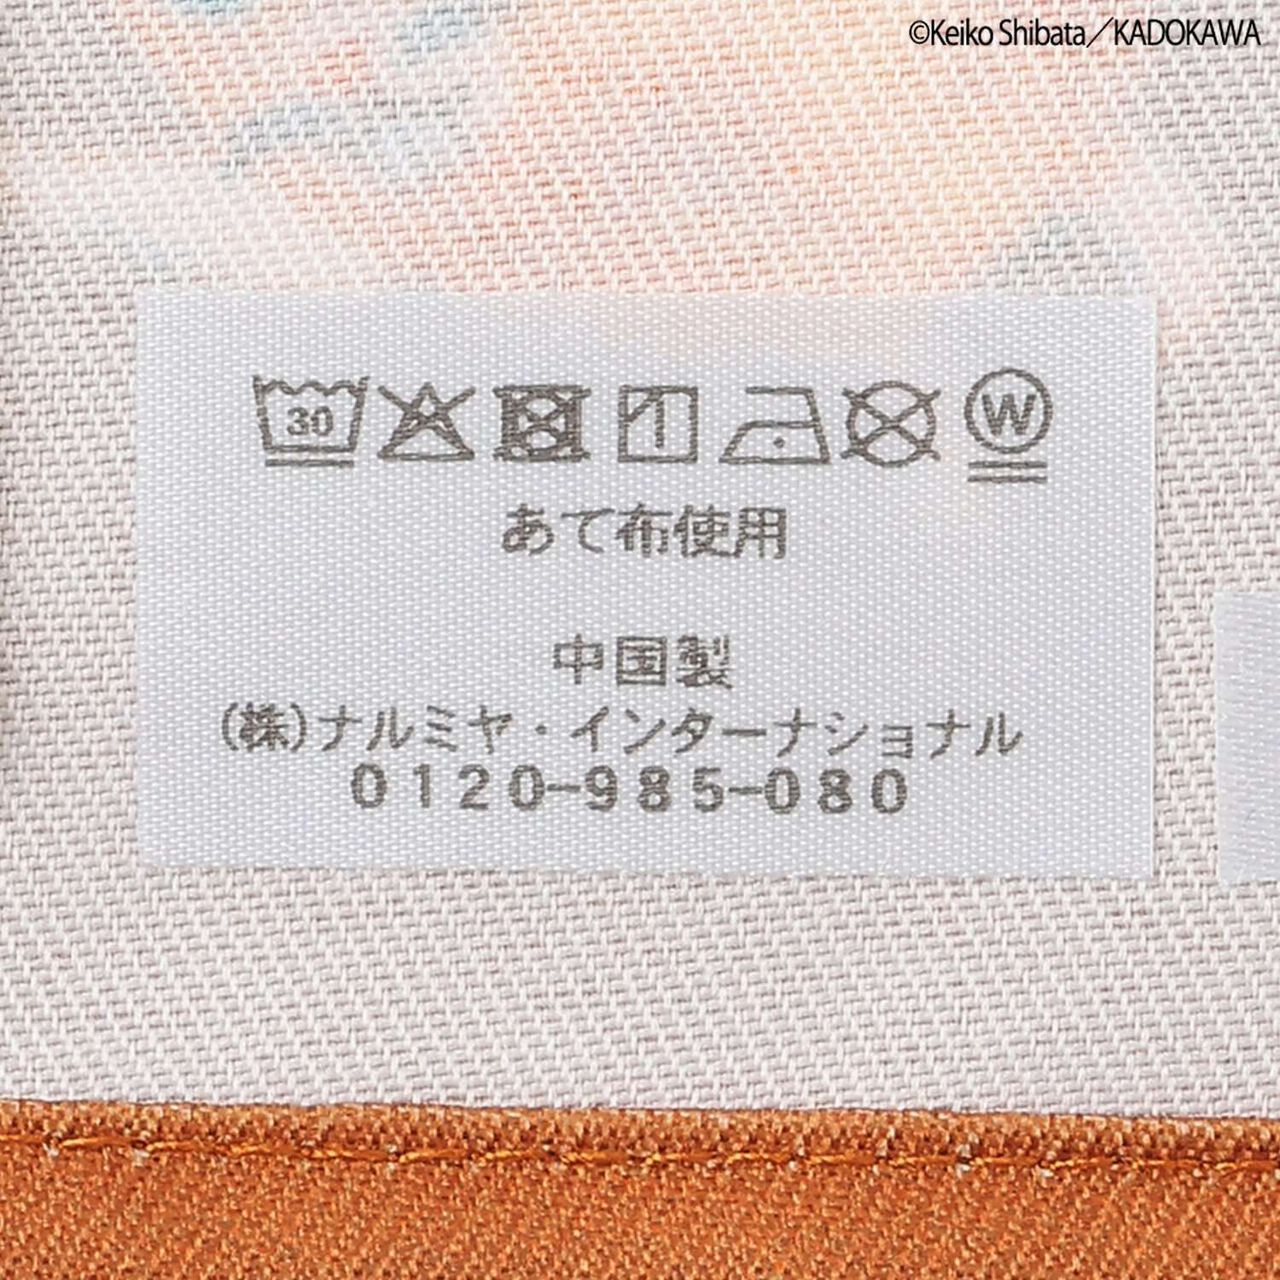 ©Keiko Shibata／KADOKAWA
30 W
あて布使用
中国製
(株)ナルミヤ・インターナショナル
0120-985-080